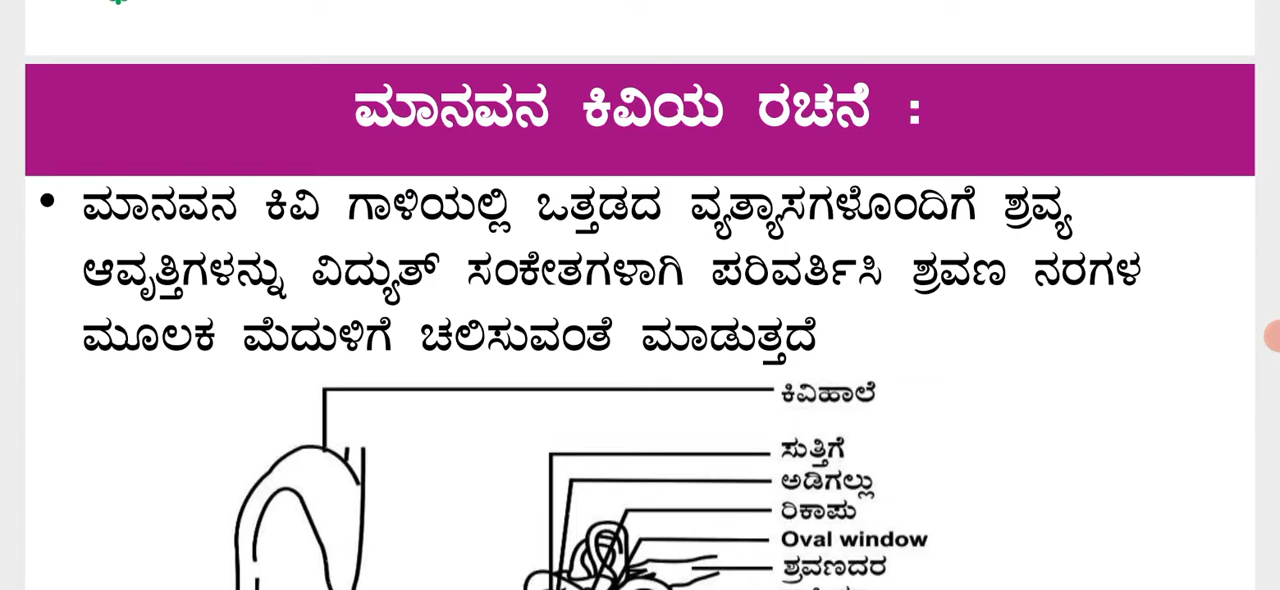 ಮಾನವನ ಕಿವಿಯ ರಚನೆ :
• ಮಾನವನ ಕಿವಿ ಗಾಳಿಯಲ್ಲಿ ಒತ್ತಡದ ವ್ಯತ್ಯಾಸಗಳೊಂದಿಗೆ ಶ್ರವ್ಯ
ಆವೃತ್ತಿಗಳನ್ನು ವಿದ್ಯುತ್ ಸಂಕೇತಗಳಾಗಿ ಪರಿವರ್ತಿಸಿ ಶ್ರವಣ ನರಗಳ
ಮೂಲಕ ಮೆದುಳಿಗೆ ಚಲಿಸುವಂತೆ ಮಾಡುತ್ತದೆ
ಕಿವಿಹಾಲೆ
ಸುತ್ತಿಗೆ
ಅಡಿಗಲ್ಲು
ರಿಕಾಪು
Oval window
ಶ್ರವಣದರ